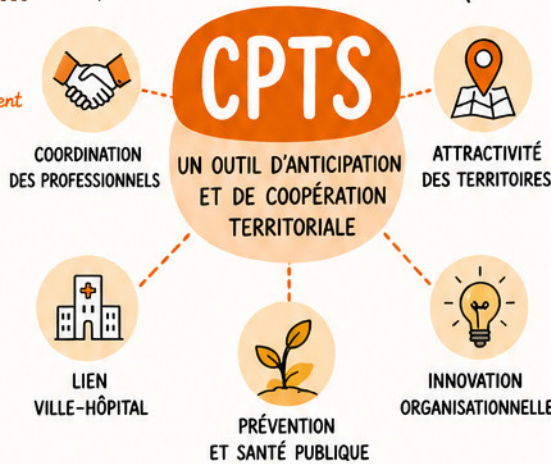 CPTS
UN OUTIL D'ANTICIPATION
ET DE COOPÉRATION
TERRITORIALE
COORDINATION
DES PROFESSIONNELS
ATTRACTIVITÉ
DES TERRITOIRES
LIEN
VILLE-HÔPITAL
PRÉVENTION
ET SANTÉ PUBLIQUE
INNOVATION
ORGANISATIONNELLE